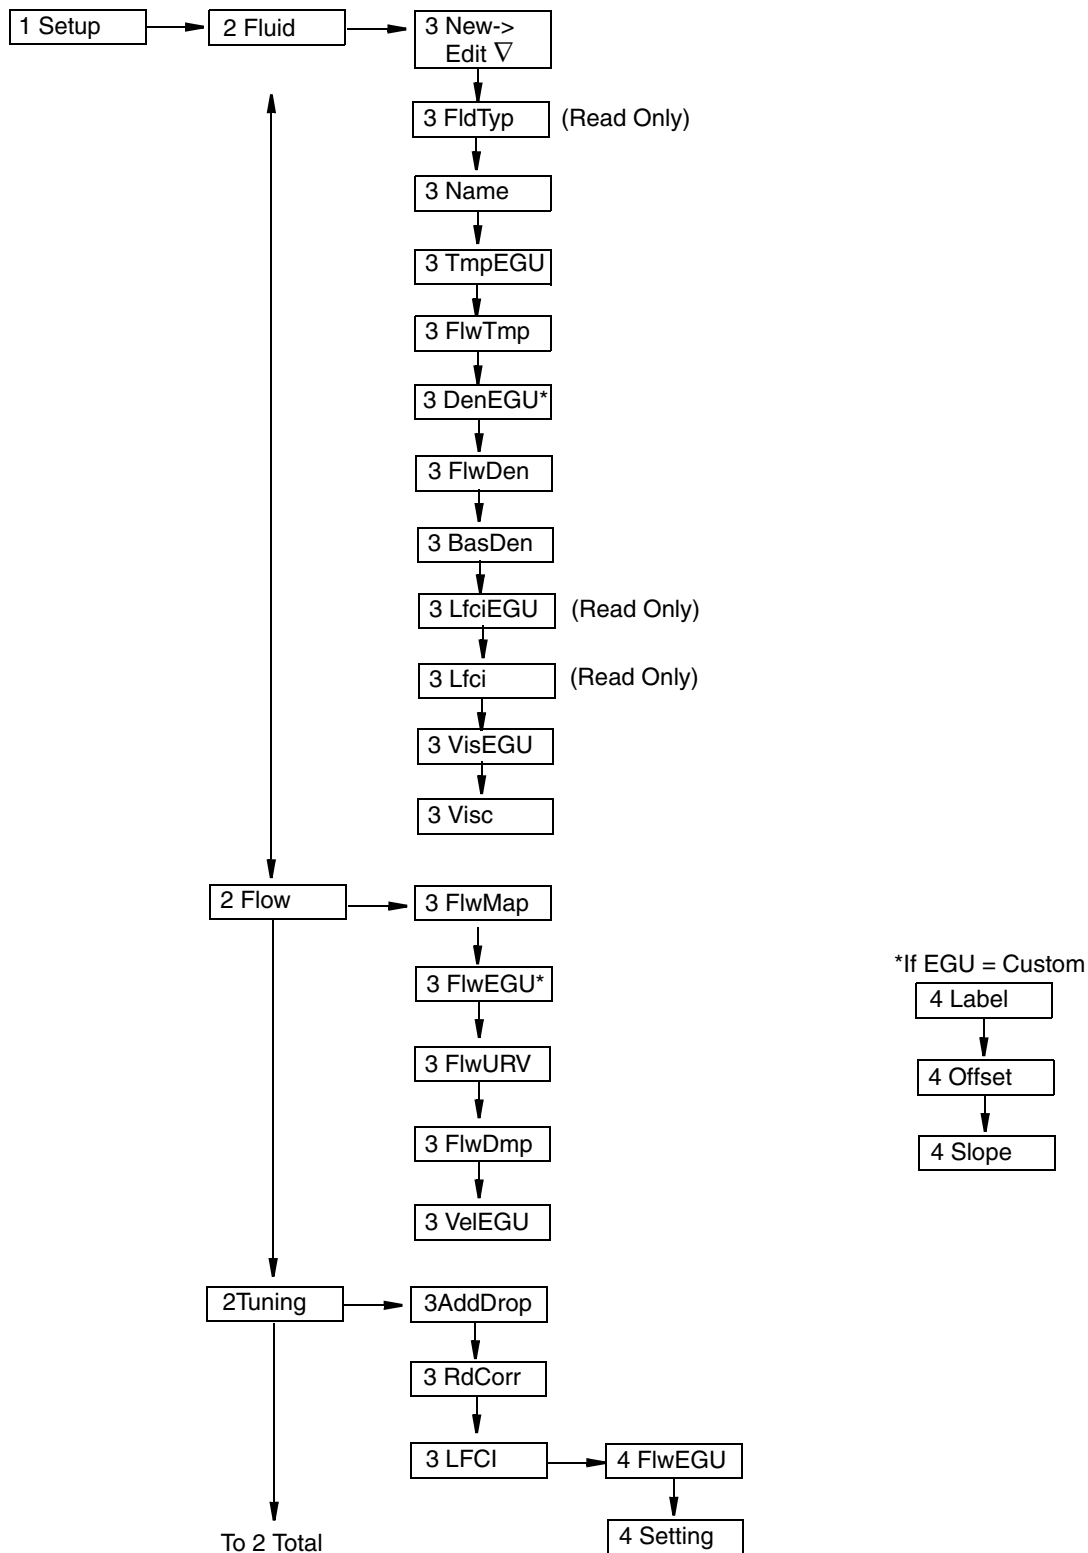 1 Setup
2 Fluid
3 New->
Edit ∇
3 FldTyp
(Read Only)
3 Name
3 TmpEGU
3 FlwTmp
3 DenEGU*
3 FlwDen
3 BasDen
3 LfciEGU
(Read Only)
3 Lfci
(Read Only)
3 VisEGU
3 Visc
2 Flow
3 FlwMap
3 FlwEGU*
3 FlwURV
3 FlwDmp
3 VelEGU
*If EGU = Custom
4 Label
4 Offset
4 Slope
2Tuning
3AddDrop
3 RdCorr
3 LFCI
4 FlwEGU
4 Setting
To 2 Total